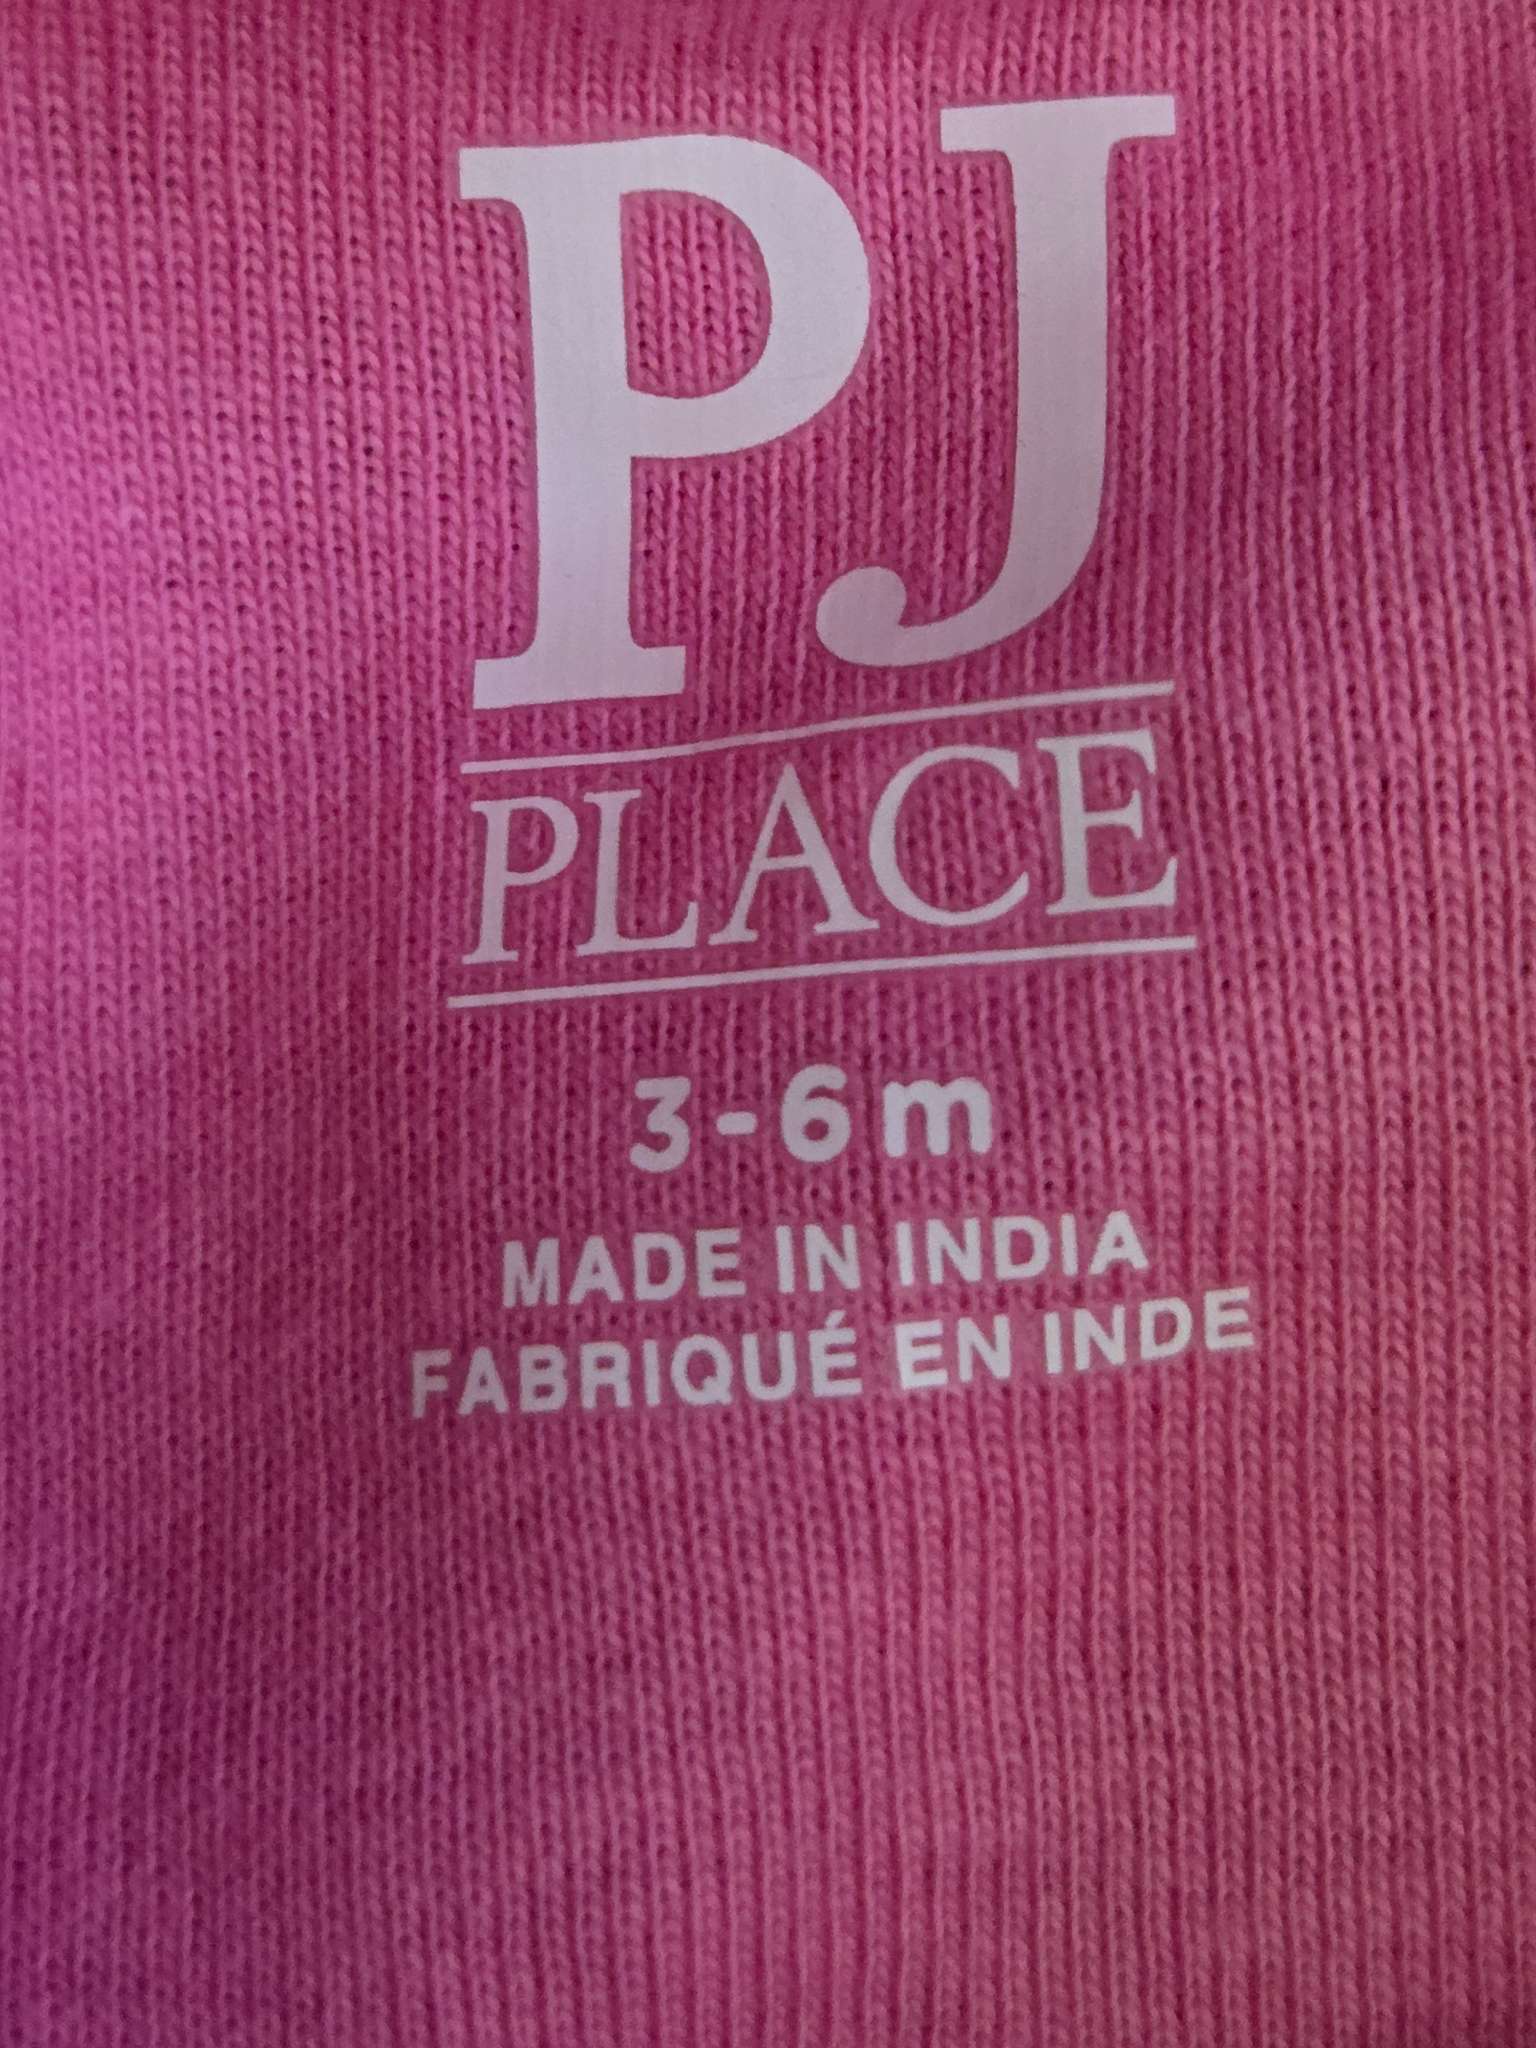 PJ
PLACE
3-6m
MADE IN INDIA
FABRIQUÉ EN INDE